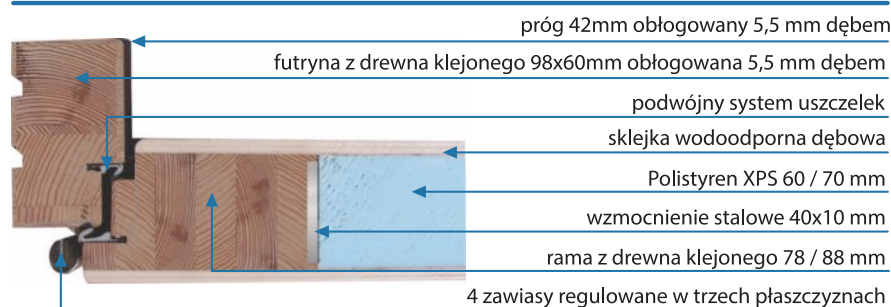 próg 42mm obłogowany 5,5 mm dębem
futryna z drewna klejonego 98x60mm obłogowana 5,5 mm dębem
podwójny system uszczelek
sklejka wodoodporna dębowa
Polistyren XPS 60 / 70 mm
wzmocnienie stalowe 40x10 mm
rama z drewna klejonego 78 / 88 mm
4 zawiasy regulowane w trzech płaszczyznach